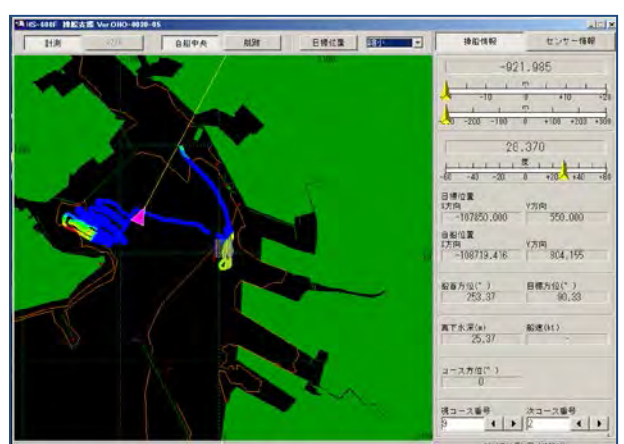 計測
自船中央
航跡
目標位置
操船情報
センサー情報
-921.985
m
-10 0 +10 +20
m
-200 -100 0 +100 +200 +300
26.370
度
-60 -40 -20 0 +20 +40 +60
目標位置
X方向 Y方向
-107850.000 550.000
自船位置
X方向 Y方向
-108719.416 804.155
船首方位(°) 目標方位(°)
253.37 90.33
真下水深(m) 船速(kt)
25.37 -
コース方位(°)
0
現コース番号 次コース番号
9 2